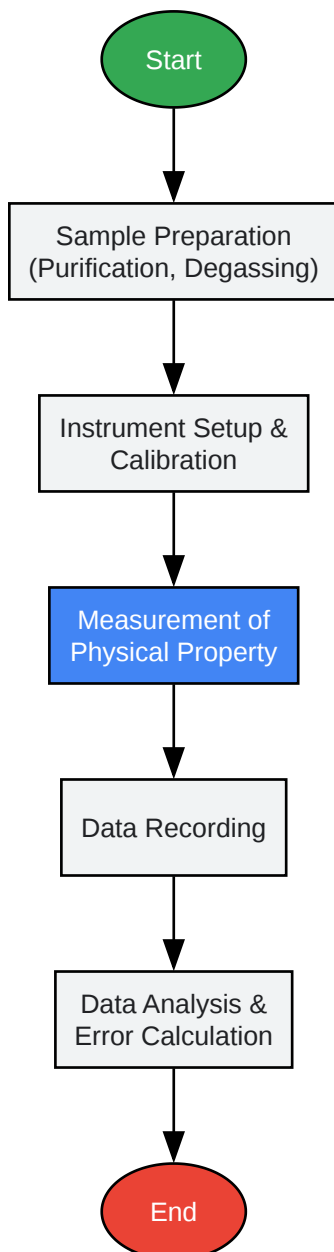 Start
Sample Preparation
(Purification, Degassing)
Instrument Setup &
Calibration
Measurement of
Physical Property
Data Recording
Data Analysis &
Error Calculation
End